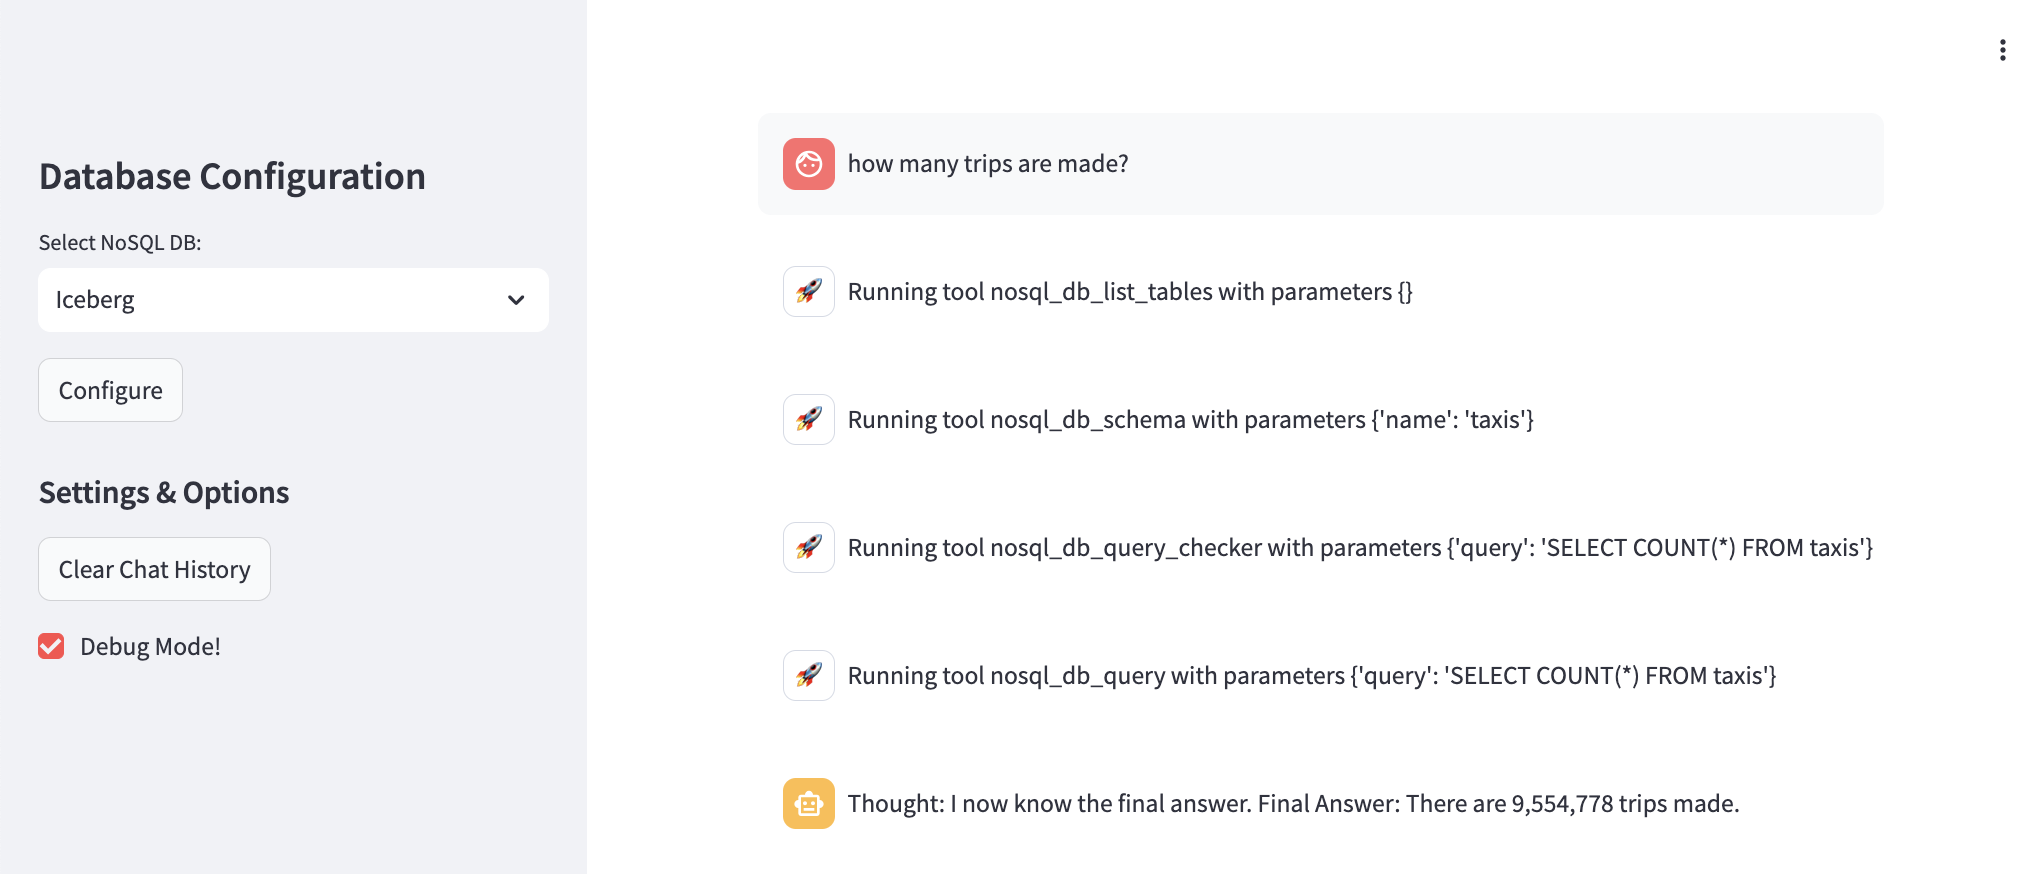 Database Configuration
Select NoSQL DB:
Iceberg
Configure
Settings & Options
Clear Chat History
Debug Mode!
how many trips are made?
Running tool nosql_db_list_tables with parameters {}
Running tool nosql_db_schema with parameters {'name': 'taxis'}
Running tool nosql_db_query_checker with parameters {'query': 'SELECT COUNT(*) FROM taxis'}
Running tool nosql_db_query with parameters {'query': 'SELECT COUNT(*) FROM taxis'}
Thought: I now know the final answer. Final Answer: There are 9,554,778 trips made.